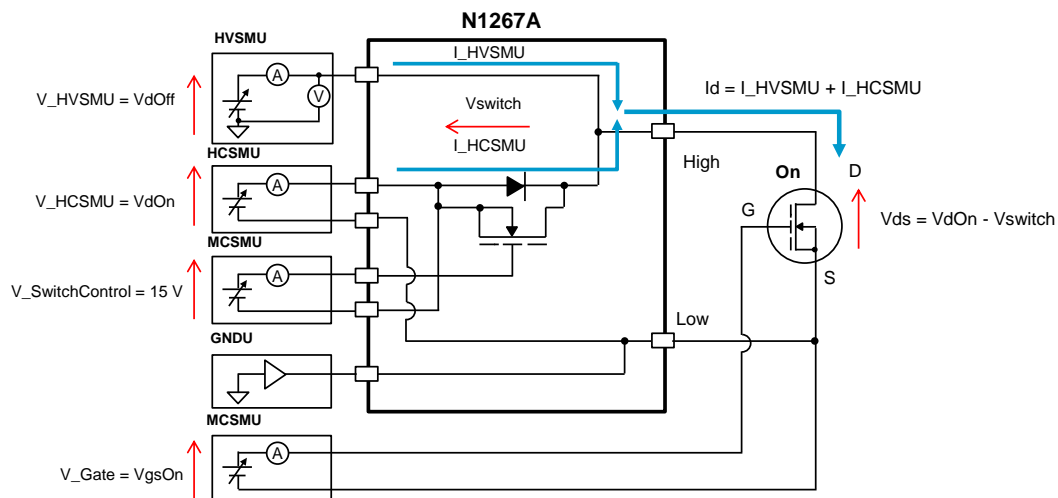 N1267A
HVSMU
I_HVSMU
A
V
V_HVSMU = VdOff
Id = I_HVSMU + I_HCSMU
Vswitch
HCSMU
I_HCSMU
High
On
D
A
V_HCSMU = VdOn
G
Vds = VdOn - Vswitch
MCSMU
S
A
V_SwitchControl = 15 V
Low
GNDU
MCSMU
A
V_Gate = VgsOn